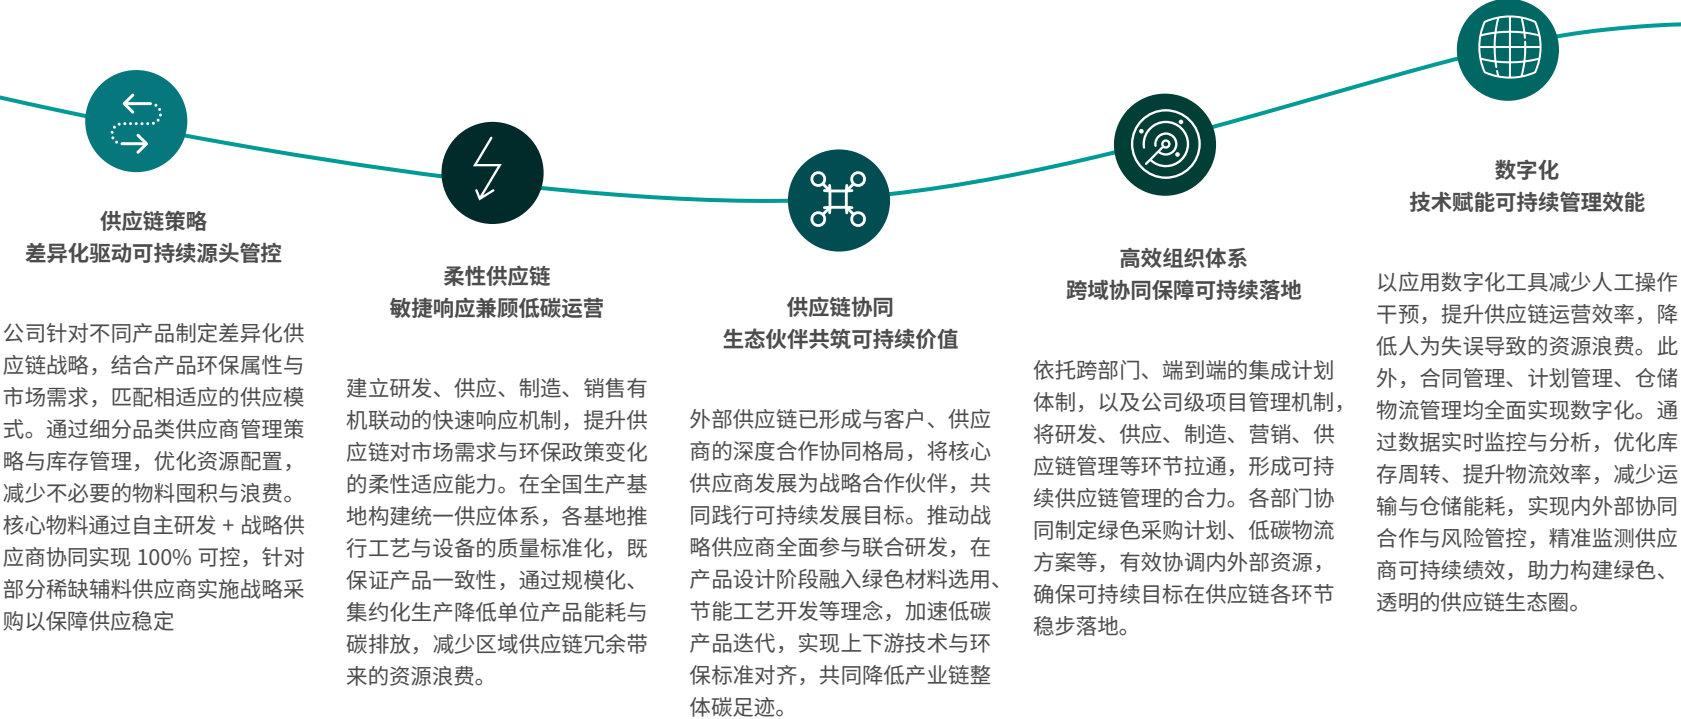 供应链策略
差异化驱动可持续源头管控
公司针对不同产品制定差异化供
应链战略，结合产品环保属性与
市场需求，匹配相适应的供应模
式。通过细分品类供应商管理策
略与库存管理，优化资源配置，
减少不必要的物料囤积与浪费。
核心物料通过自主研发 + 战略供
应商协同实现 100% 可控，针对
部分稀缺辅料供应商实施战略采
购以保障供应稳定
柔性供应链
敏捷响应兼顾低碳运营
建立研发、供应、制造、销售有
机联动的快速响应机制，提升供
应链对市场需求与环保政策变化
的柔性适应能力。在全国生产基
地构建统一供应体系，各基地推
行工艺与设备的质量标准化，既
保证产品一致性，通过规模化、
集约化生产降低单位产品能耗与
碳排放，减少区域供应链冗余带
来的资源浪费。
供应链协同
生态伙伴共筑可持续价值
外部供应链已形成与客户、供应
商的深度合作协同格局，将核心
供应商发展为战略合作伙伴，共
同践行可持续发展目标。推动战
略供应商全面参与联合研发，在
产品设计阶段融入绿色材料选用、
节能工艺开发等理念，加速低碳
产品迭代，实现上下游技术与环
保标准对齐，共同降低产业链整
体碳足迹。
高效组织体系
跨域协同保障可持续落地
依托跨部门、端到端的集成计划
体制，以及公司级项目管理机制，
将研发、供应、制造、营销、供
应链管理等环节拉通，形成可持
续供应链管理的合力。各部门协
同制定绿色采购计划、低碳物流
方案等，有效协调内外部资源，
确保可持续目标在供应链各环节
稳步落地。
数字化
技术赋能可持续管理效能
以应用数字化工具减少人工操作
干预，提升供应链运营效率，降
低人为失误导致的资源浪费。此
外，合同管理、计划管理、仓储
物流管理均全面实现数字化。通
过数据实时监控与分析，优化库
存周转、提升物流效率，减少运
输与仓储能耗，实现内外部协同
合作与风险管控，精准监测供应
商可持续绩效，助力构建绿色、
透明的供应链生态圈。